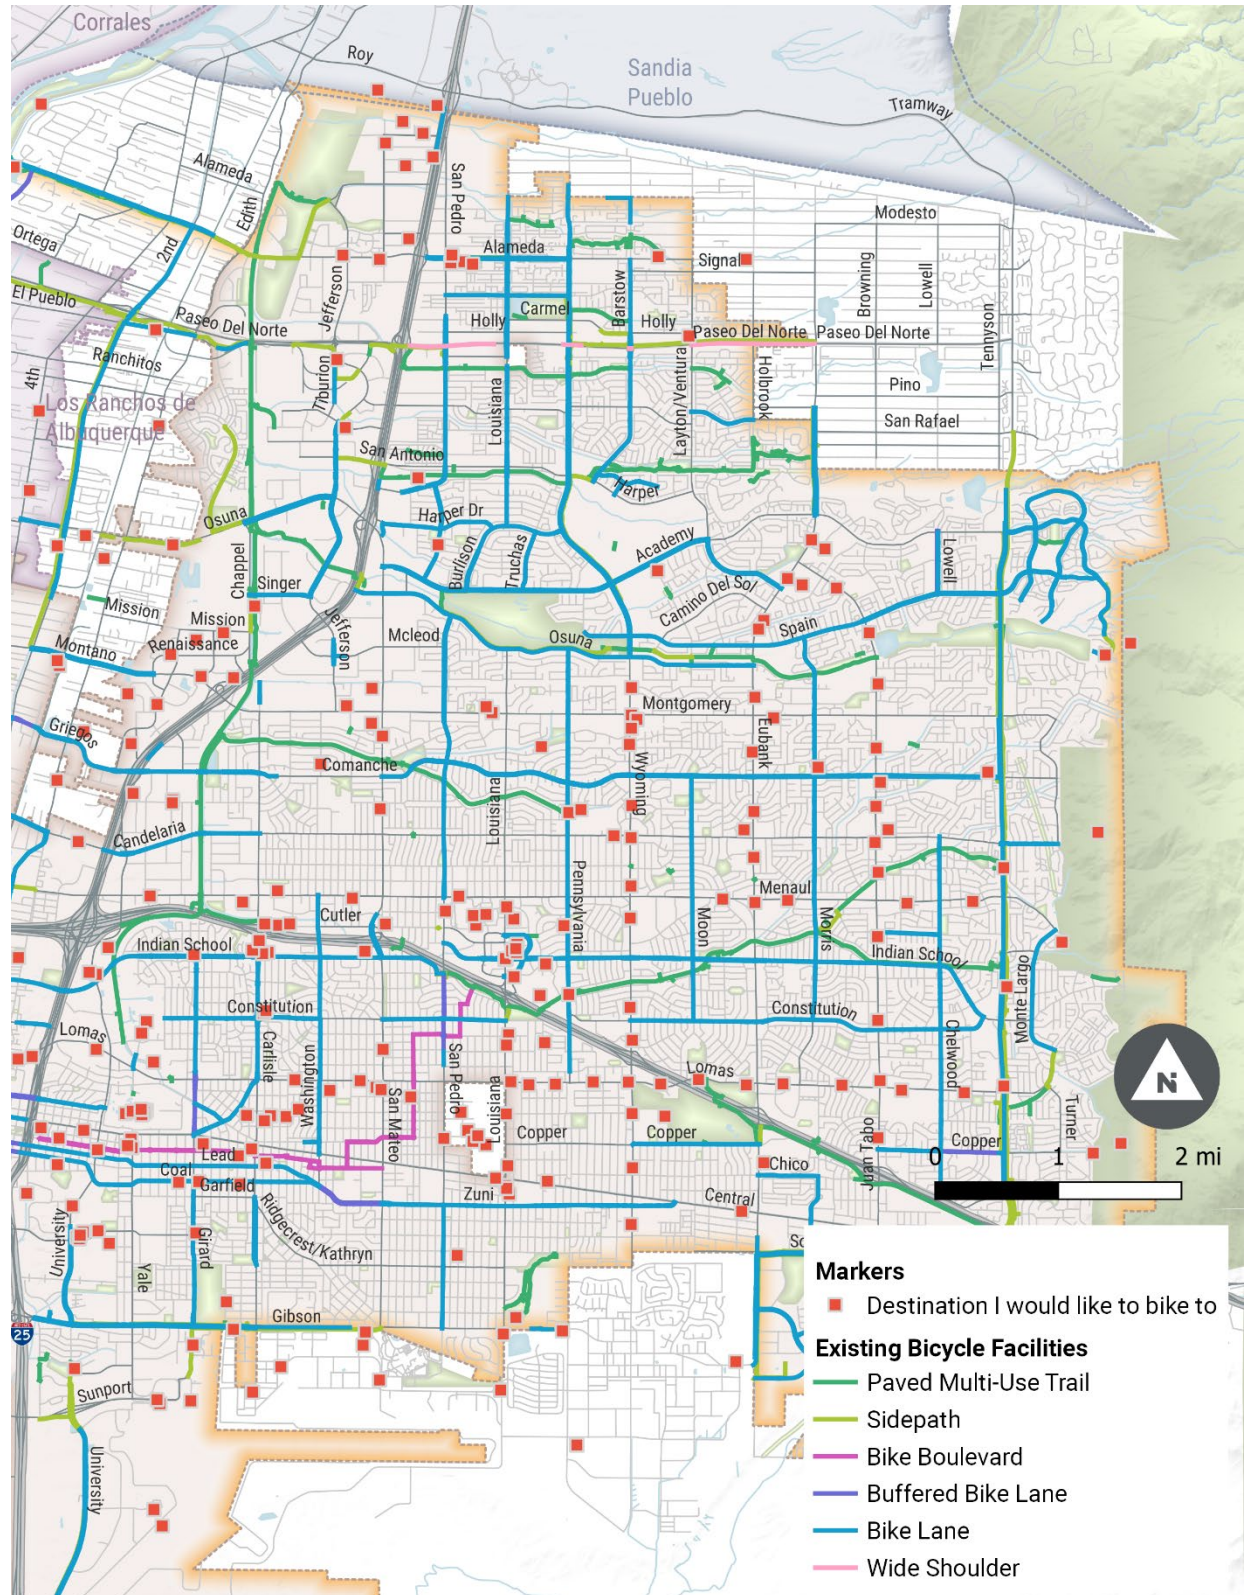 Corrales
Roy
Sandia
Pueblo
Tramway
Alameda
Edith
San Pedro
Ortega
2nd
Modesto
Alameda
Signal
Browning
Lowell
El Pueblo
Jefferson
Barstow
Carmel
Holly
Holly
Paseo Del Norte
Paseo Del Norte
Paseo Del Norte
Ranchitos
4th
Tiburion
Louisiana
Layton/Ventura
Holbrook
Tennyson
Pino
Los Ranchos de
Albuquerque
San Rafael
San Antonio
Harper
Osuna
Harper Dr
Academy
Burlison
Truchas
Lowell
Chappel
Singer
Camino Del Sol
Mission
Mission
Jefferson
Mcleod
Osuna
Spain
Montano
Renaissance
Montgomery
Eubank
Griegos
Comanche
Wyoming
Louisiana
Candelaria
Menaul
Cutler
Pennsylvania
Moon
Morris
Indian School
Indian School
Monte Largo
Constitution
Constitution
Lomas
Carlisle
Washington
San Pedro
Chelwood
Lomas
San Mateo
Louisiana
Turner
N
Copper
Copper
Copper
Juan Tabo
Lead
Coal
Chico
0 1 2 mi
Garfield
Zuni
Central
University
Girard
Ridgecrest/Kathryn
So
Yale
Gibson
25
Sunport
University
Markers
Destination I would like to bike to
Existing Bicycle Facilities
Paved Multi-Use Trail
Sidepath
Bike Boulevard
Buffered Bike Lane
Bike Lane
Wide Shoulder